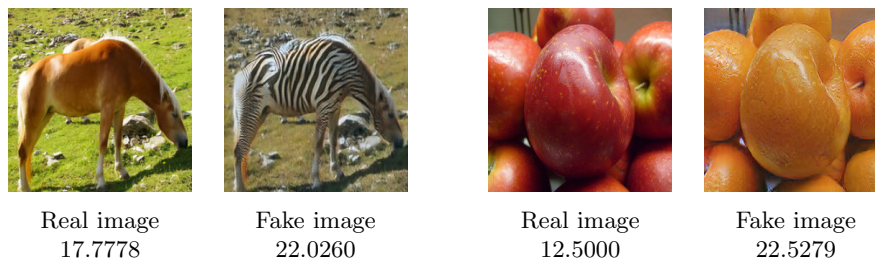 Real image
17.7778
Fake image
22.0260
Real image
12.5000
Fake image
22.5279